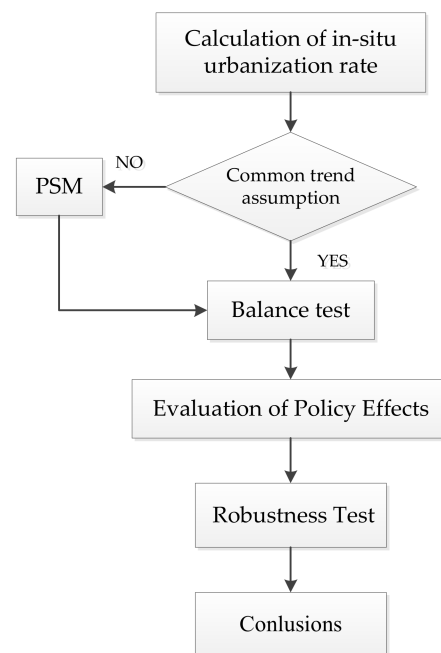 Calculation of in-situ
urbanization rate
NO
PSM
Common trend
assumption
YES
Balance test
Evaluation of Policy Effects
Robustness Test
Conlusions